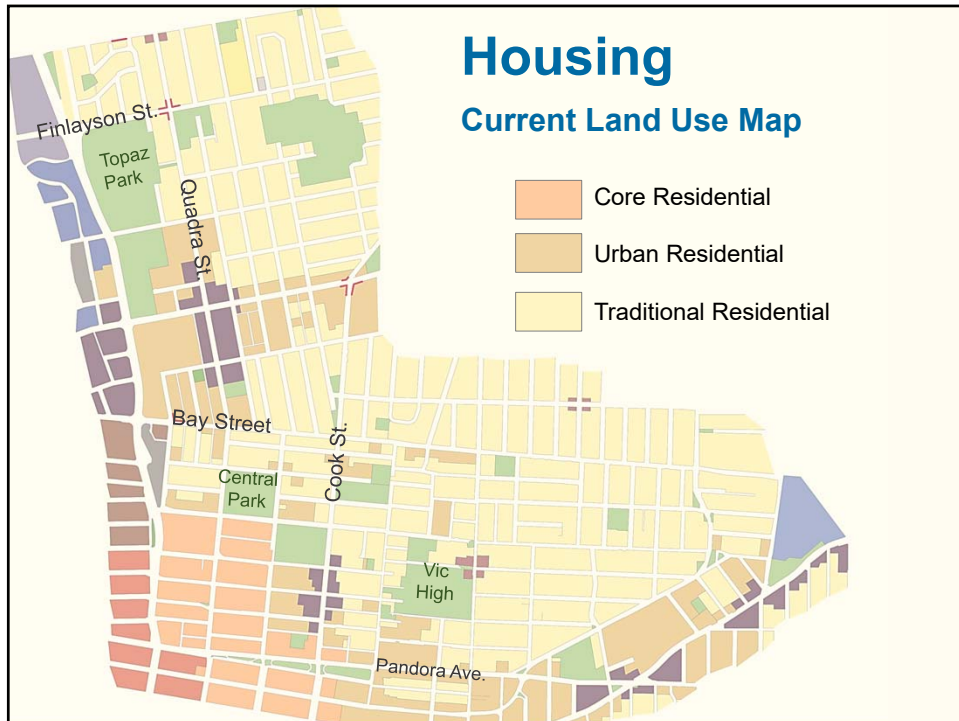 Housing
Current Land Use Map
Core Residential
Urban Residential
Traditional Residential
Finlayson St.
Topaz
Park
Quadra St.
Bay Street
Cook St.
Central
Park
Vic
High
Pandora Ave.